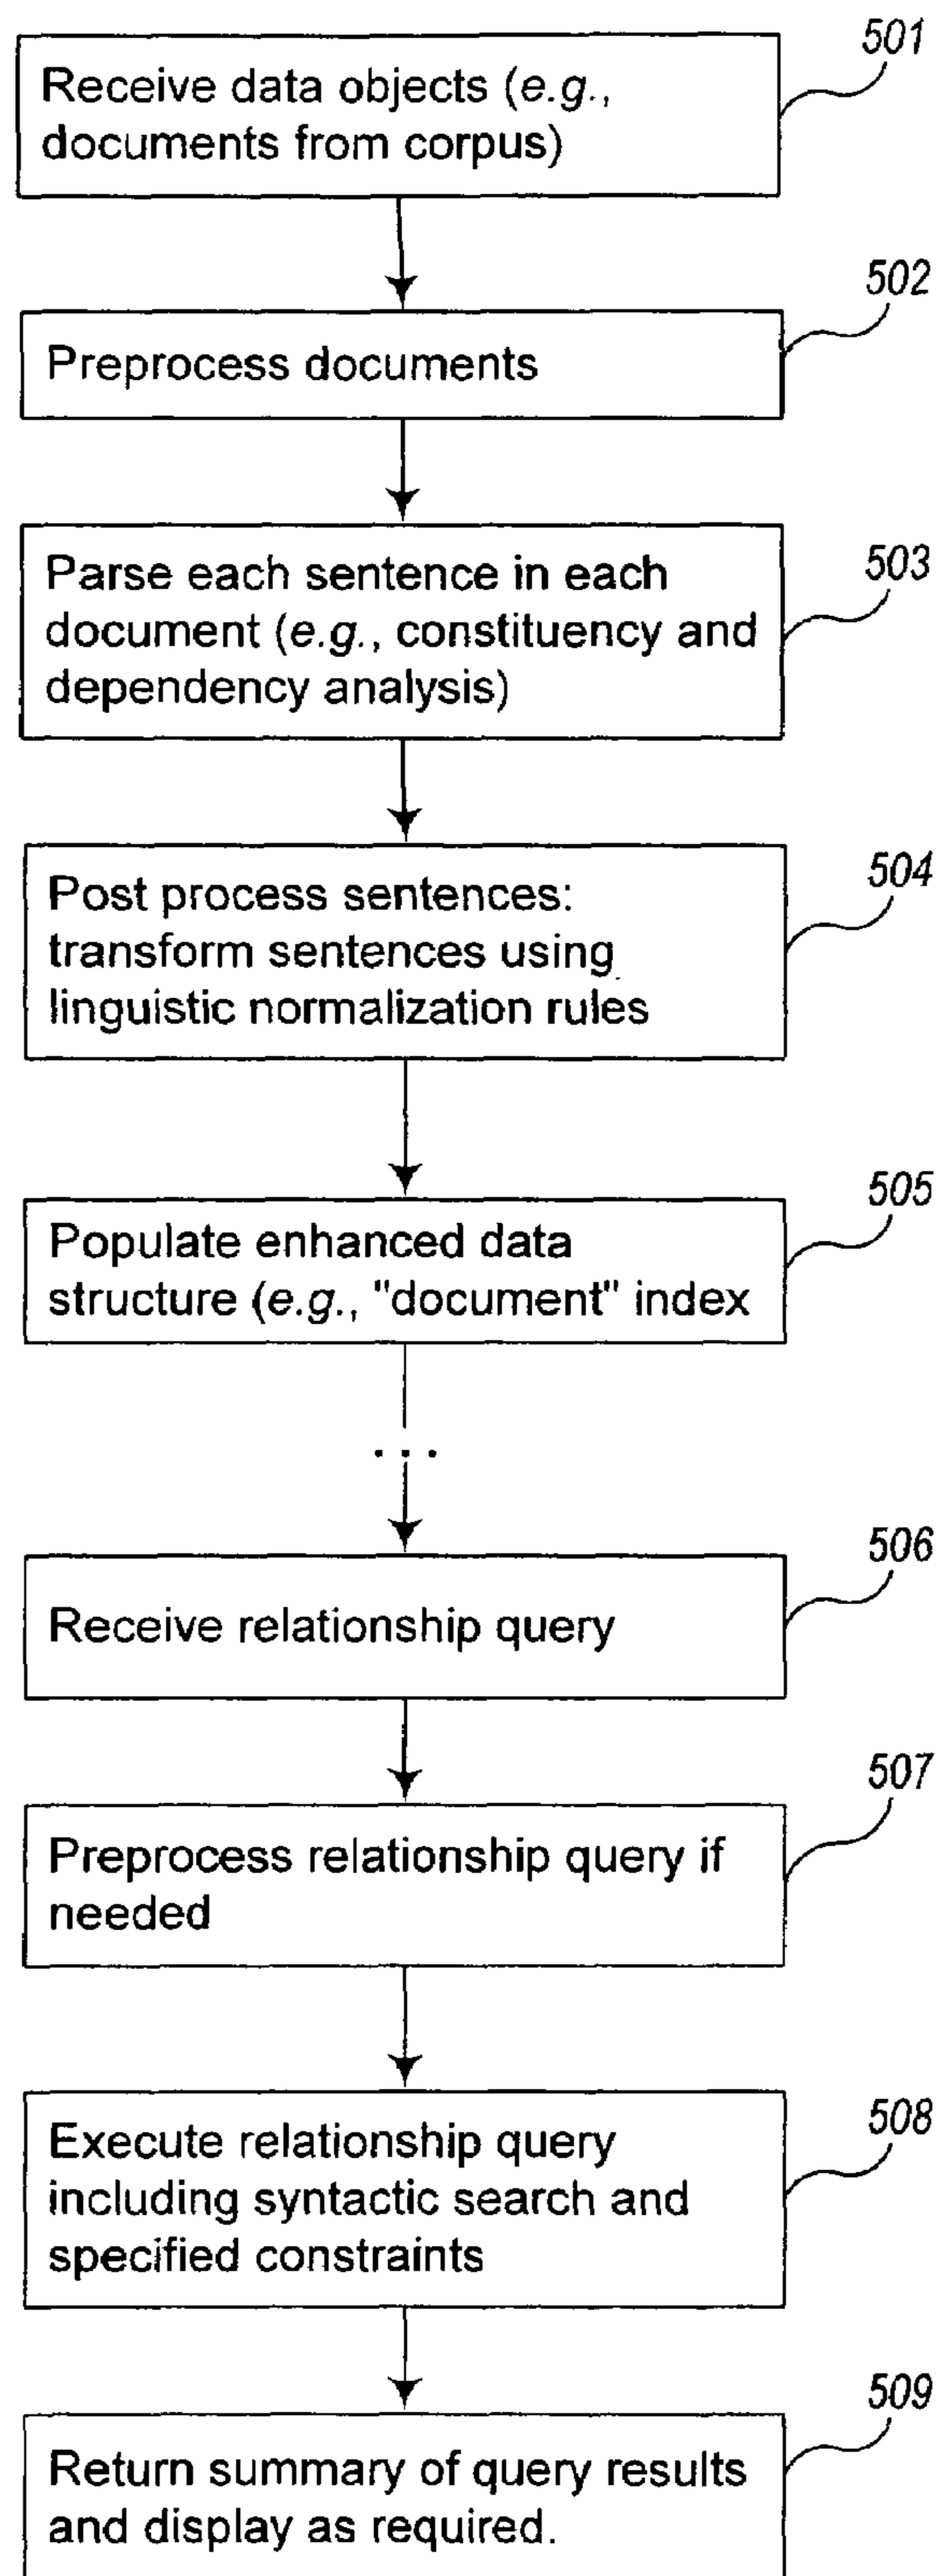 501
Receive data objects (e.g.,
documents from corpus)
502
Preprocess documents
503
Parse each sentence in each
document (e.g., constituency and
dependency analysis)
504
Post process sentences:
transform sentences using
linguistic normalization rules
505
Populate enhanced data
structure (e.g., "document" index
...
506
Receive relationship query
507
Preprocess relationship query if
needed
508
Execute relationship query
including syntactic search and
specified constraints
509
Return summary of query results
and display as required.